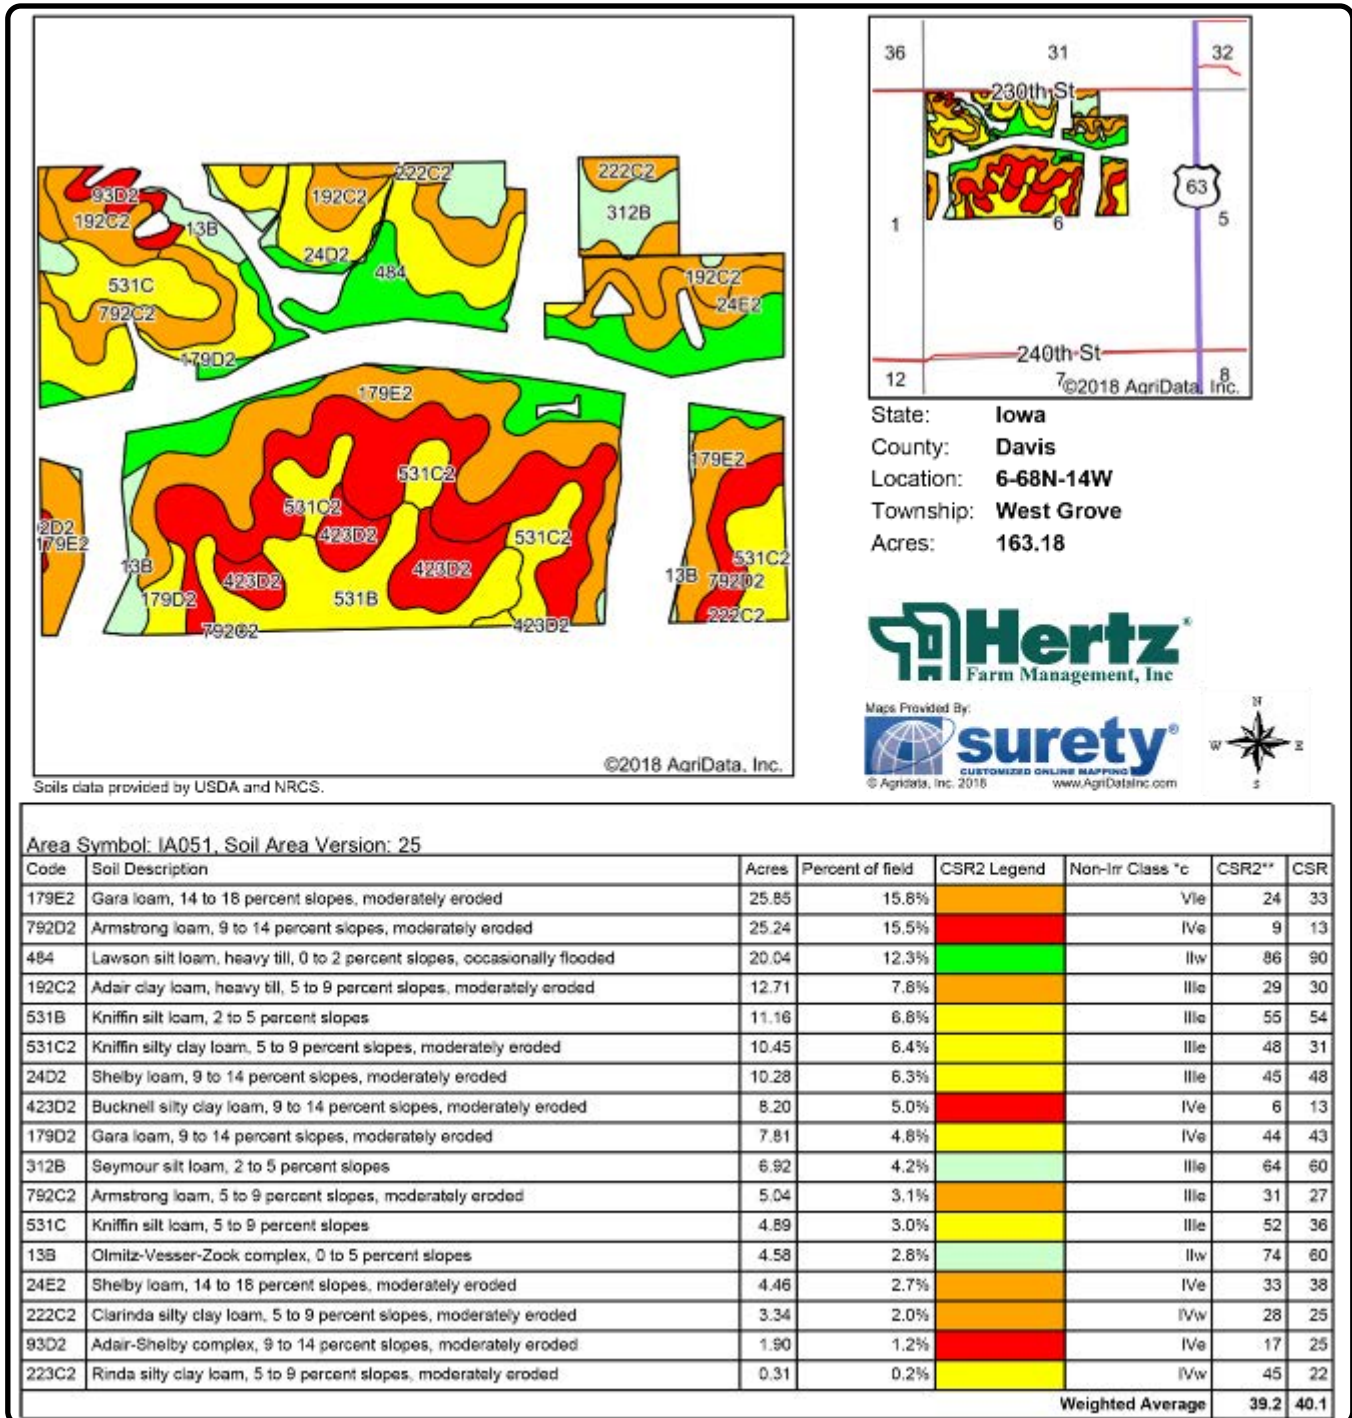 93D2
222C2
222C2
192C2
192C2
312B
13B
24D2
484
192C2
531C
24E2
792C2
179D2
179E2
531C2
179E2
531C2
2D2
423D2
531C2
179E2
531C2
13B
423D2
423D2
13B
792D2
179D2
531B
222C2
792C2
423D2
©2018 AgriData, Inc.
Soils data provided by USDA and NRCS.
36
31
32
230th St
63
1
6
5
240th St
12
7
8
©2018 AgriData, Inc.
State: Iowa
County: Davis
Location: 6-68N-14W
Township: West Grove
Acres: 163.18
Hertz®
Farm Management, Inc
Maps Provided By:
surety®
CUSTOMIZED ONLINE MAPPING
© Agridata, Inc. 2018 www.AgriDataInc.com
N
W E
S
Area Symbol: IA051, Soil Area Version: 25
Code Soil Description Acres Percent of field CSR2 Legend Non-Irr Class *c CSR2** CSR
179E2 Gara loam, 14 to 18 percent slopes, moderately eroded 25.85 15.8% VIe 24 33
792D2 Armstrong loam, 9 to 14 percent slopes, moderately eroded 25.24 15.5% IVe 9 13
484 Lawson silt loam, heavy till, 0 to 2 percent slopes, occasionally flooded 20.04 12.3% IIw 86 90
192C2 Adair clay loam, heavy till, 5 to 9 percent slopes, moderately eroded 12.71 7.8% IIIe 29 30
531B Kniffin silt loam, 2 to 5 percent slopes 11.16 6.8% IIIe 55 54
531C2 Kniffin silty clay loam, 5 to 9 percent slopes, moderately eroded 10.45 6.4% IIIe 48 31
24D2 Shelby loam, 9 to 14 percent slopes, moderately eroded 10.28 6.3% IIIe 45 48
423D2 Bucknell silty clay loam, 9 to 14 percent slopes, moderately eroded 8.20 5.0% IVe 6 13
179D2 Gara loam, 9 to 14 percent slopes, moderately eroded 7.81 4.8% IVe 44 43
312B Seymour silt loam, 2 to 5 percent slopes 6.92 4.2% IIIe 64 60
792C2 Armstrong loam, 5 to 9 percent slopes, moderately eroded 5.04 3.1% IIIe 31 27
531C Kniffin silt loam, 5 to 9 percent slopes 4.89 3.0% IIIe 52 36
13B Olmitz-Vesser-Zook complex, 0 to 5 percent slopes 4.58 2.8% IIw 74 60
24E2 Shelby loam, 14 to 18 percent slopes, moderately eroded 4.46 2.7% IVe 33 38
222C2 Clarinda silty clay loam, 5 to 9 percent slopes, moderately eroded 3.34 2.0% IVw 28 25
93D2 Adair-Shelby complex, 9 to 14 percent slopes, moderately eroded 1.90 1.2% IVe 17 25
223C2 Rinda silty clay loam, 5 to 9 percent slopes, moderately eroded 0.31 0.2% IVw 45 22
Weighted Average 39.2 40.1